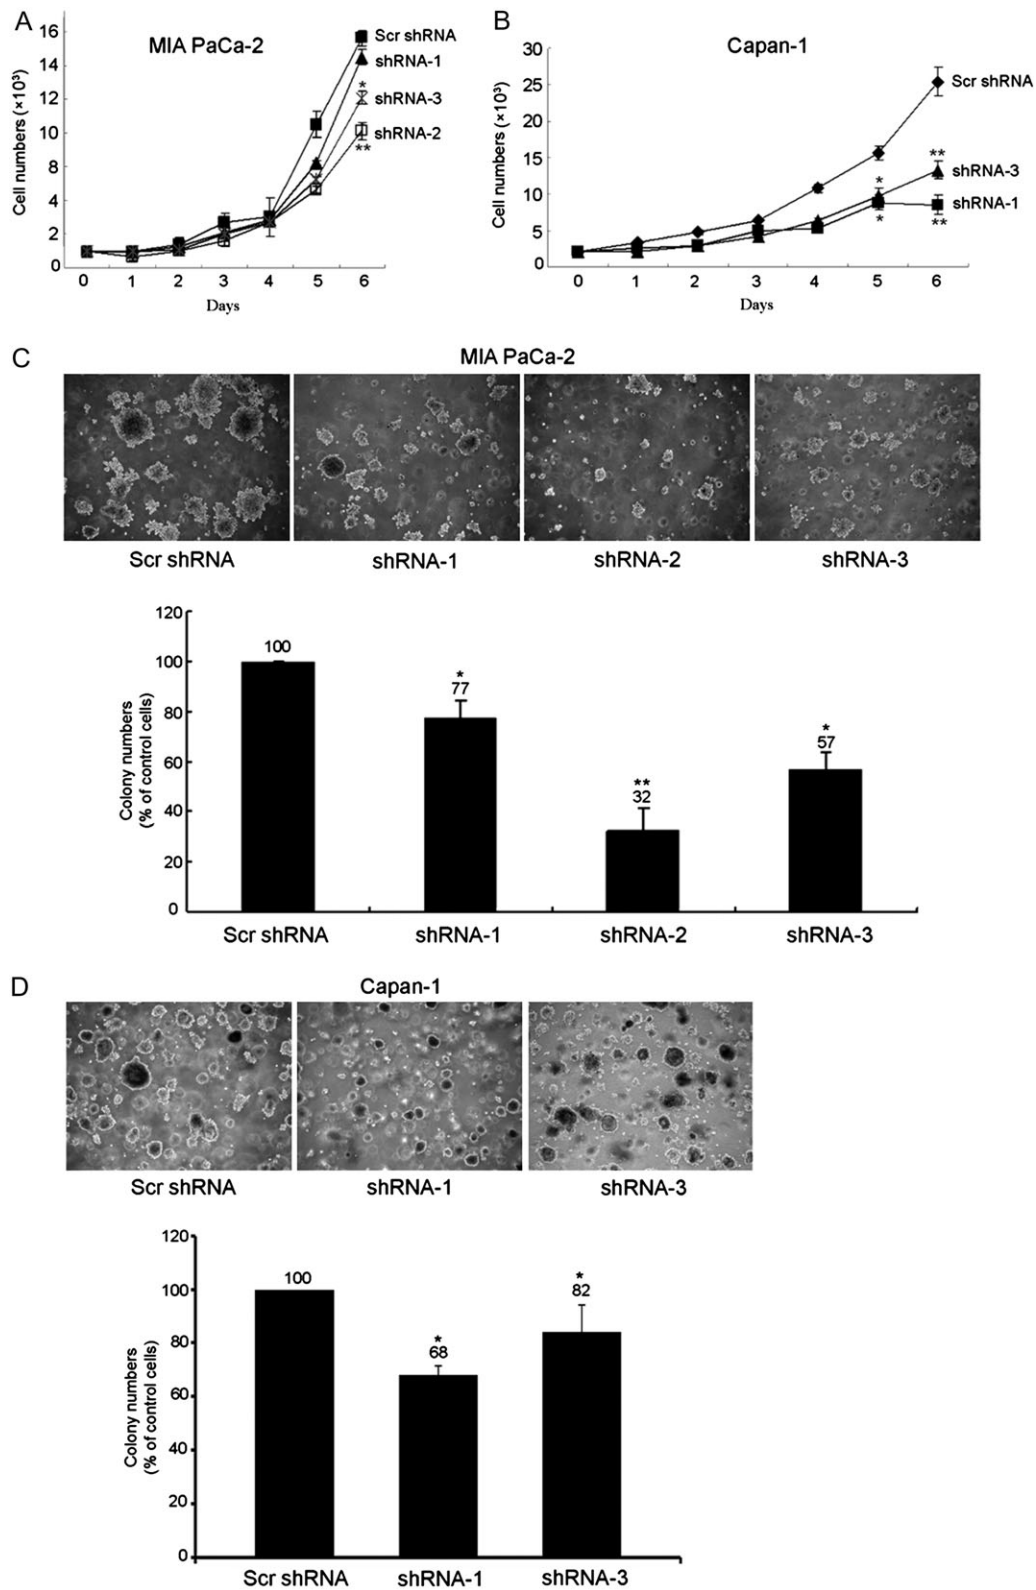 A
MIA PaCa-2
Cell numbers (×10³)
16
14
12
10
8
4
2
0
0 1 2 3 4 5 6
Days
Scr shRNA
shRNA-1
*
shRNA-3
shRNA-2
**
B
Capan-1
Cell numbers (×10³)
30
25
20
15
10
5
0
0 1 2 3 4 5 6
Days
Scr shRNA
**
shRNA-3
*
shRNA-1
*
**
C
MIA PaCa-2
Scr shRNA shRNA-1 shRNA-2 shRNA-3
Colony numbers
(% of control cells)
120
100
80
60
40
20
0
100
*
77
**
32
*
57
Scr shRNA shRNA-1 shRNA-2 shRNA-3
D
Capan-1
Scr shRNA shRNA-1 shRNA-3
Colony numbers
(% of control cells)
120
100
80
60
40
20
0
100
*
68
*
82
Scr shRNA shRNA-1 shRNA-3